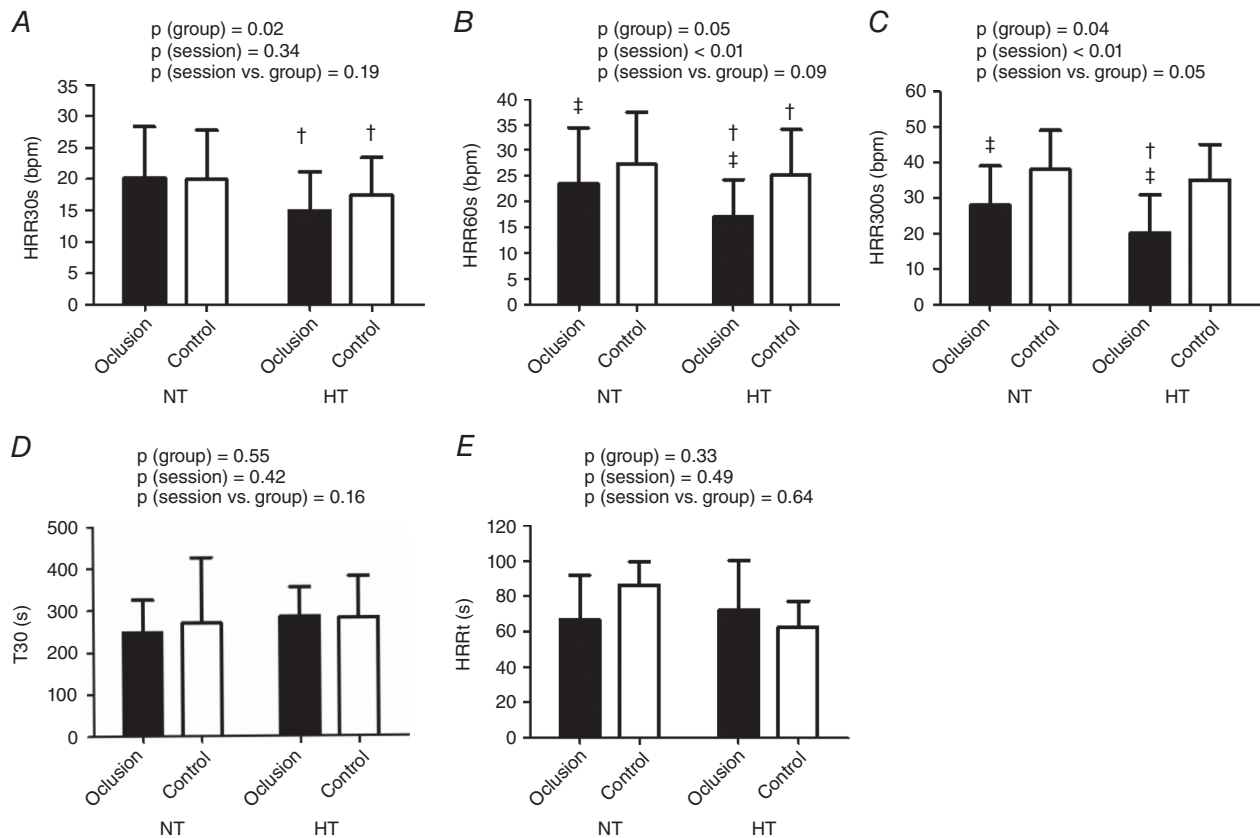 A
p (group) = 0.02
p (session) = 0.34
p (session vs. group) = 0.19
HRR30s (bpm)
35
30
25
20
15
10
5
0
†
†
Oclusion
Control
Oclusion
Control
NT
HT
B
p (group) = 0.05
p (session) < 0.01
p (session vs. group) = 0.09
HRR60s (bpm)
40
35
30
25
20
15
10
5
0
‡
†
‡
†
Oclusion
Control
Oclusion
Control
NT
HT
C
p (group) = 0.04
p (session) < 0.01
p (session vs. group) = 0.05
HRR300s (bpm)
60
50
40
30
20
10
0
‡
†
‡
Oclusion
Control
Oclusion
Control
NT
HT
D
p (group) = 0.55
p (session) = 0.42
p (session vs. group) = 0.16
T30 (s)
500
400
300
200
100
0
Oclusion
Control
Oclusion
Control
NT
HT
E
p (group) = 0.33
p (session) = 0.49
p (session vs. group) = 0.64
HRRt (s)
120
100
80
60
40
20
0
Oclusion
Control
Oclusion
Control
NT
HT